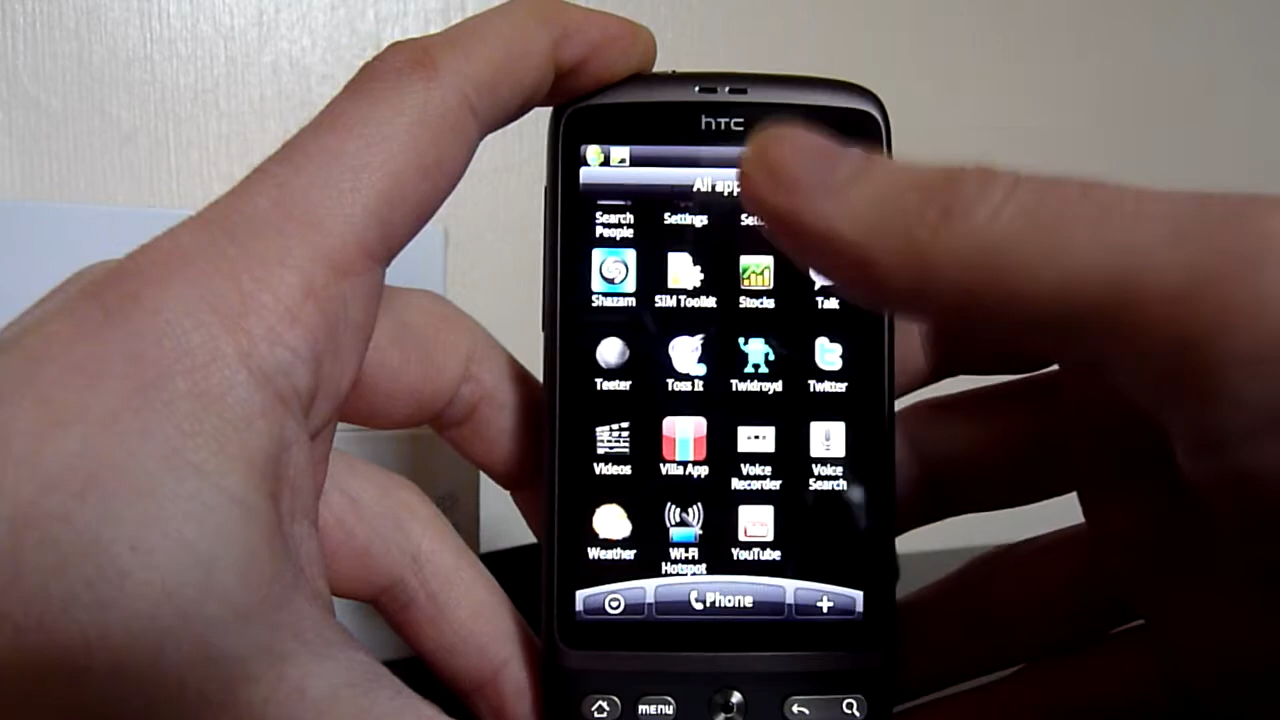 hTC
All app
Search People
Settings
Shazam
SIM Toolkit
Stocks
Talk
Teeter
Toss It
Twidroyd
Twitter
Videos
Villa App
Voice Recorder
Voice Search
Weather
Wi-Fi Hotspot
YouTube
Phone
menu